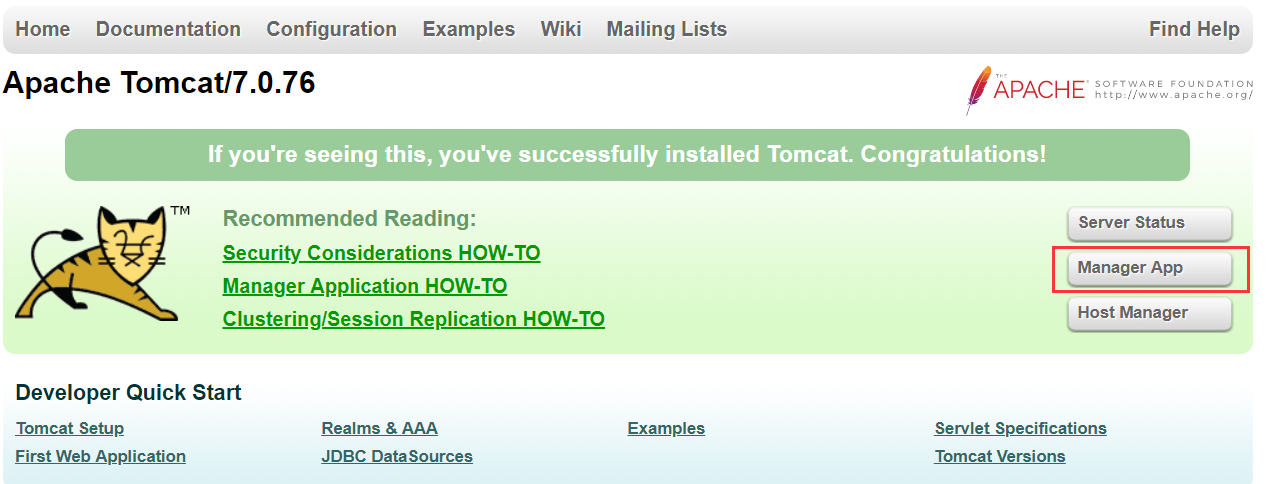 Home Documentation Configuration Examples Wiki Mailing Lists Find Help
Apache Tomcat/7.0.76
THE
APACHE® SOFTWARE FOUNDATION
http://www.apache.org/
If you're seeing this, you've successfully installed Tomcat. Congratulations!
TM
Recommended Reading:
Security Considerations HOW-TO
Manager Application HOW-TO
Clustering/Session Replication HOW-TO
Server Status
Manager App
Host Manager
Developer Quick Start
Tomcat Setup Realms & AAA Examples Servlet Specifications
First Web Application JDBC DataSources Tomcat Versions